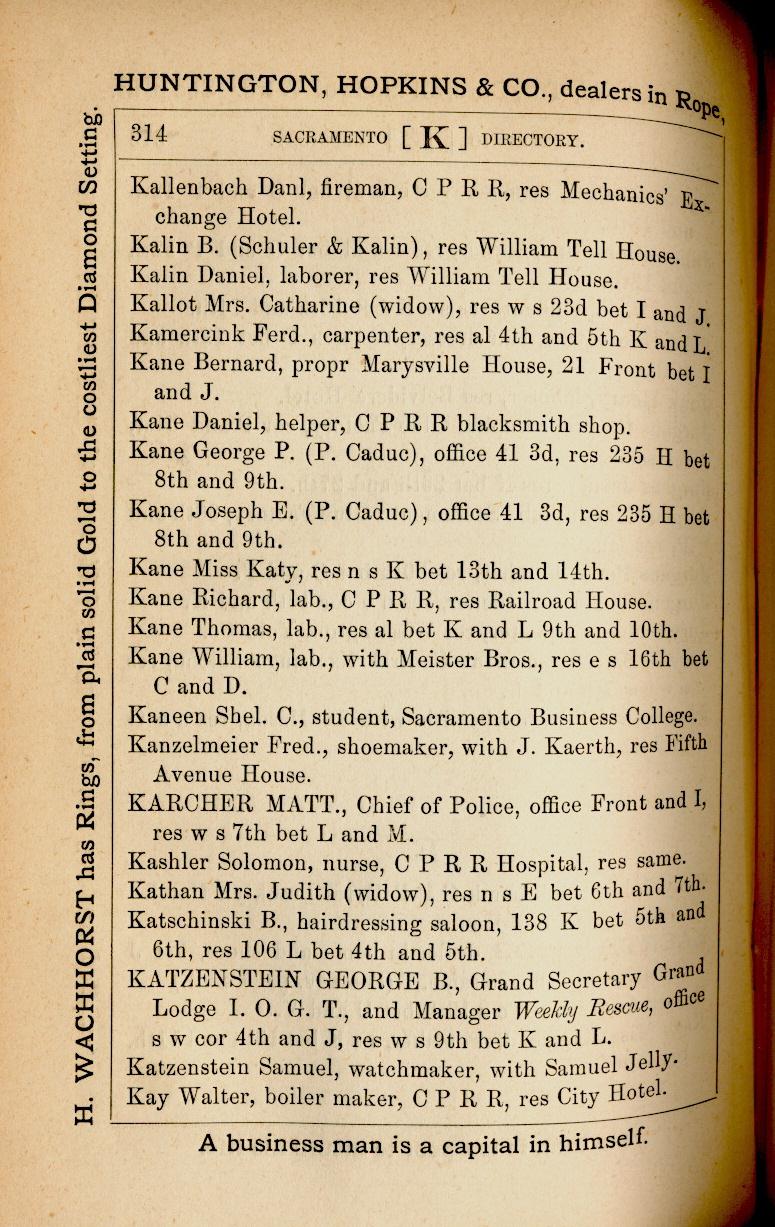 HUNTINGTON, HOPKINS & CO., dealers in Rope,
314 SACRAMENTO [ K ] DIRECTORY.
Kallenbach Danl, fireman, C P R R, res Mechanics' Ex-
change Hotel.
Kalin B. (Schuler & Kalin), res William Tell House.
Kalin Daniel, laborer, res William Tell House.
Kallot Mrs. Catharine (widow), res w s 23d bet I and J.
Kamercink Ferd., carpenter, res al 4th and 5th K and L.
Kane Bernard, propr Marysville House, 21 Front bet I
and J.
Kane Daniel, helper, C P R R blacksmith shop.
Kane George P. (P. Caduc), office 41 3d, res 235 H bet
8th and 9th.
Kane Joseph E. (P. Caduc), office 41 3d, res 235 H bet
8th and 9th.
Kane Miss Katy, res n s K bet 13th and 14th.
Kane Richard, lab., C P R R, res Railroad House.
Kane Thomas, lab., res al bet K and L 9th and 10th.
Kane William, lab., with Meister Bros., res e s 16th bet
C and D.
Kaneen Shel. C., student, Sacramento Business College.
Kanzelmeier Fred., shoemaker, with J. Kaerth, res Fifth
Avenue House.
KARCHER MATT., Chief of Police, office Front and I,
res w s 7th bet L and M.
Kashler Solomon, nurse, C P R R Hospital, res same.
Kathan Mrs. Judith (widow), res n s E bet 6th and 7th.
Katschinski B., hairdressing saloon, 138 K bet 5th and
6th, res 106 L bet 4th and 5th.
KATZENSTEIN GEORGE B., Grand Secretary Grand
Lodge I. O. G. T., and Manager Weekly Rescue, office
s w cor 4th and J, res w s 9th bet K and L.
Katzenstein Samuel, watchmaker, with Samuel Jelly.
Kay Walter, boiler maker, C P R R, res City Hotel.
A business man is a capital in himself.
H. WACHHORST has Rings, from plain solid Gold to the costliest Diamond Setting.